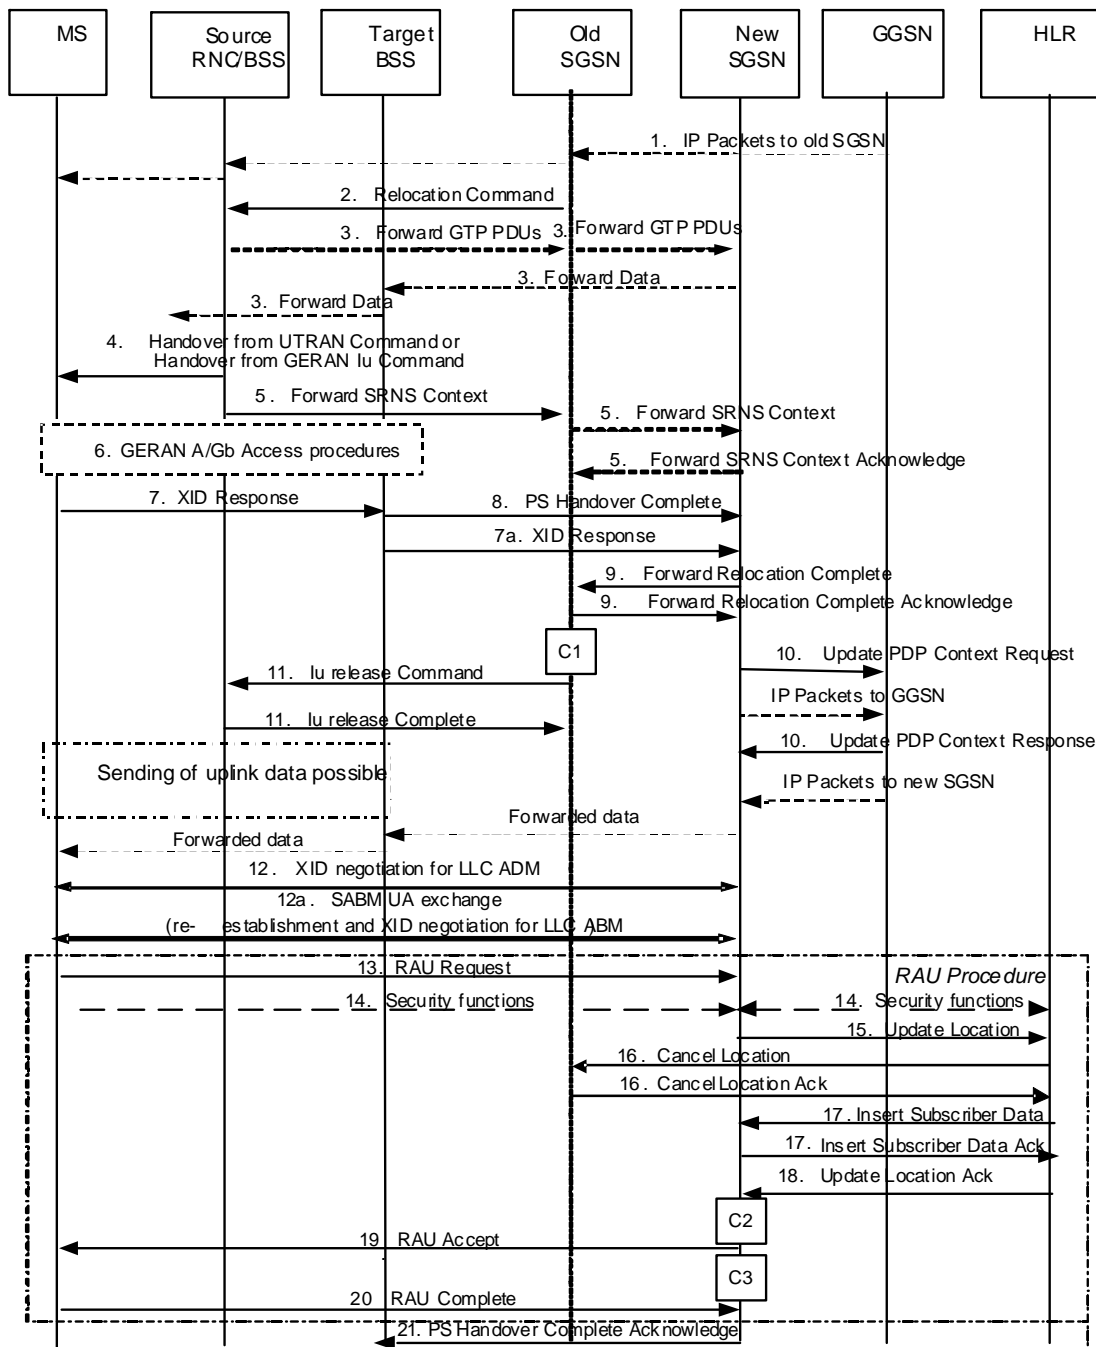 MS
Source
RNC/BSS
Target
BSS
Old
SGSN
New
SGSN
GGSN
HLR
1. IP Packets to old SGSN
2. Relocation Command
3. Forward GTP PDUs
3. Forward GTP PDUs
3. Forward Data
3. Forward Data
4. Handover from UTRAN Command or
Handover from GERAN Iu Command
5. Forward SRNS Context
5. Forward SRNS Context
6. GERAN A/Gb Access procedures
5. Forward SRNS Context Acknowledge
7. XID Response
8. PS Handover Complete
7a. XID Response
9. Forward Relocation Complete
9. Forward Relocation Complete Acknowledge
C1
10. Update PDP Context Request
11. Iu release Command
IP Packets to GGSN
11. Iu release Complete
10. Update PDP Context Response
Sending of uplink data possible
IP Packets to new SGSN
Forwarded data
Forwarded data
12. XID negotiation for LLC ADM
12a. SABM UA exchange
(re- establishment and XID negotiation for LLC ABM
13. RAU Request
RAU Procedure
14. Security functions
14. Security functions
15. Update Location
16. Cancel Location
16. Cancel Location Ack
17. Insert Subscriber Data
17. Insert Subscriber Data Ack
18. Update Location Ack
C2
19. RAU Accept
C3
20 RAU Complete
21. PS Handover Complete Acknowledge